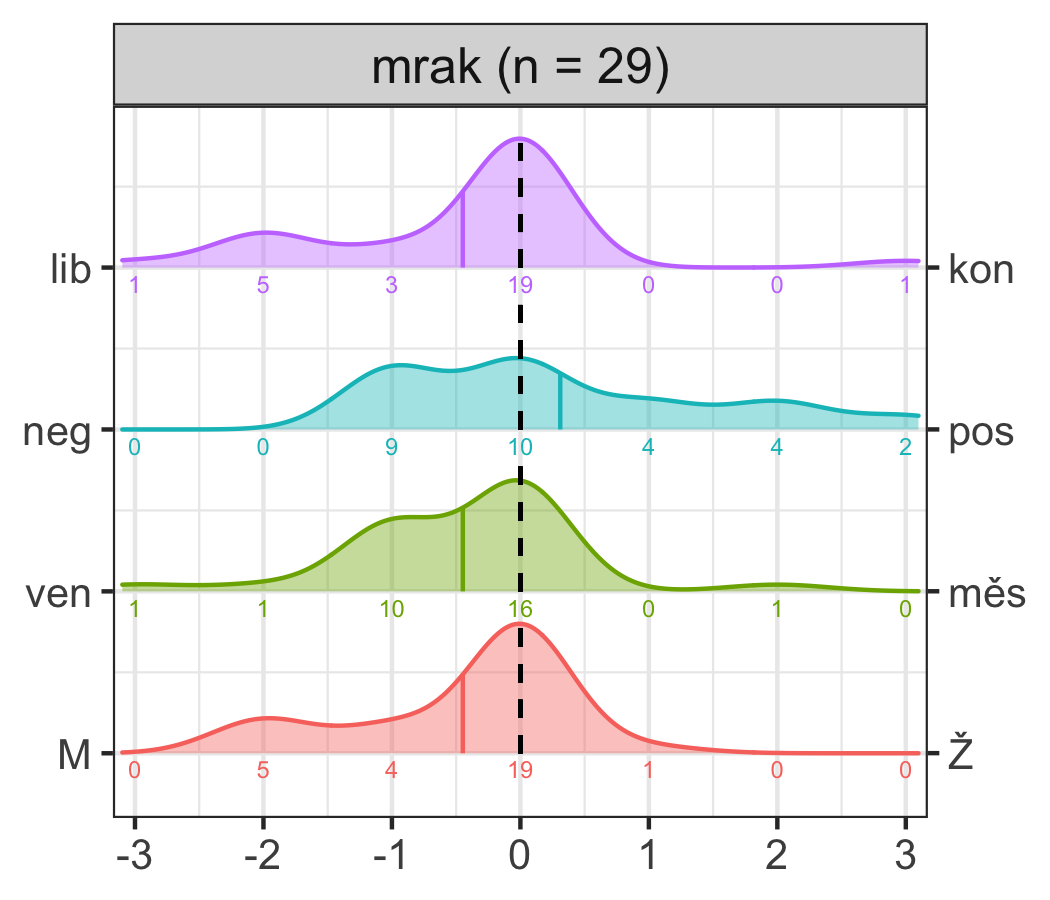 mrak (n = 29)
lib kon
1 5 3 19 0 0 1
neg pos
0 0 9 10 4 4 2
ven měs
1 1 10 16 0 1 0
M Ž
0 5 4 19 1 0 0
-3 -2 -1 0 1 2 3